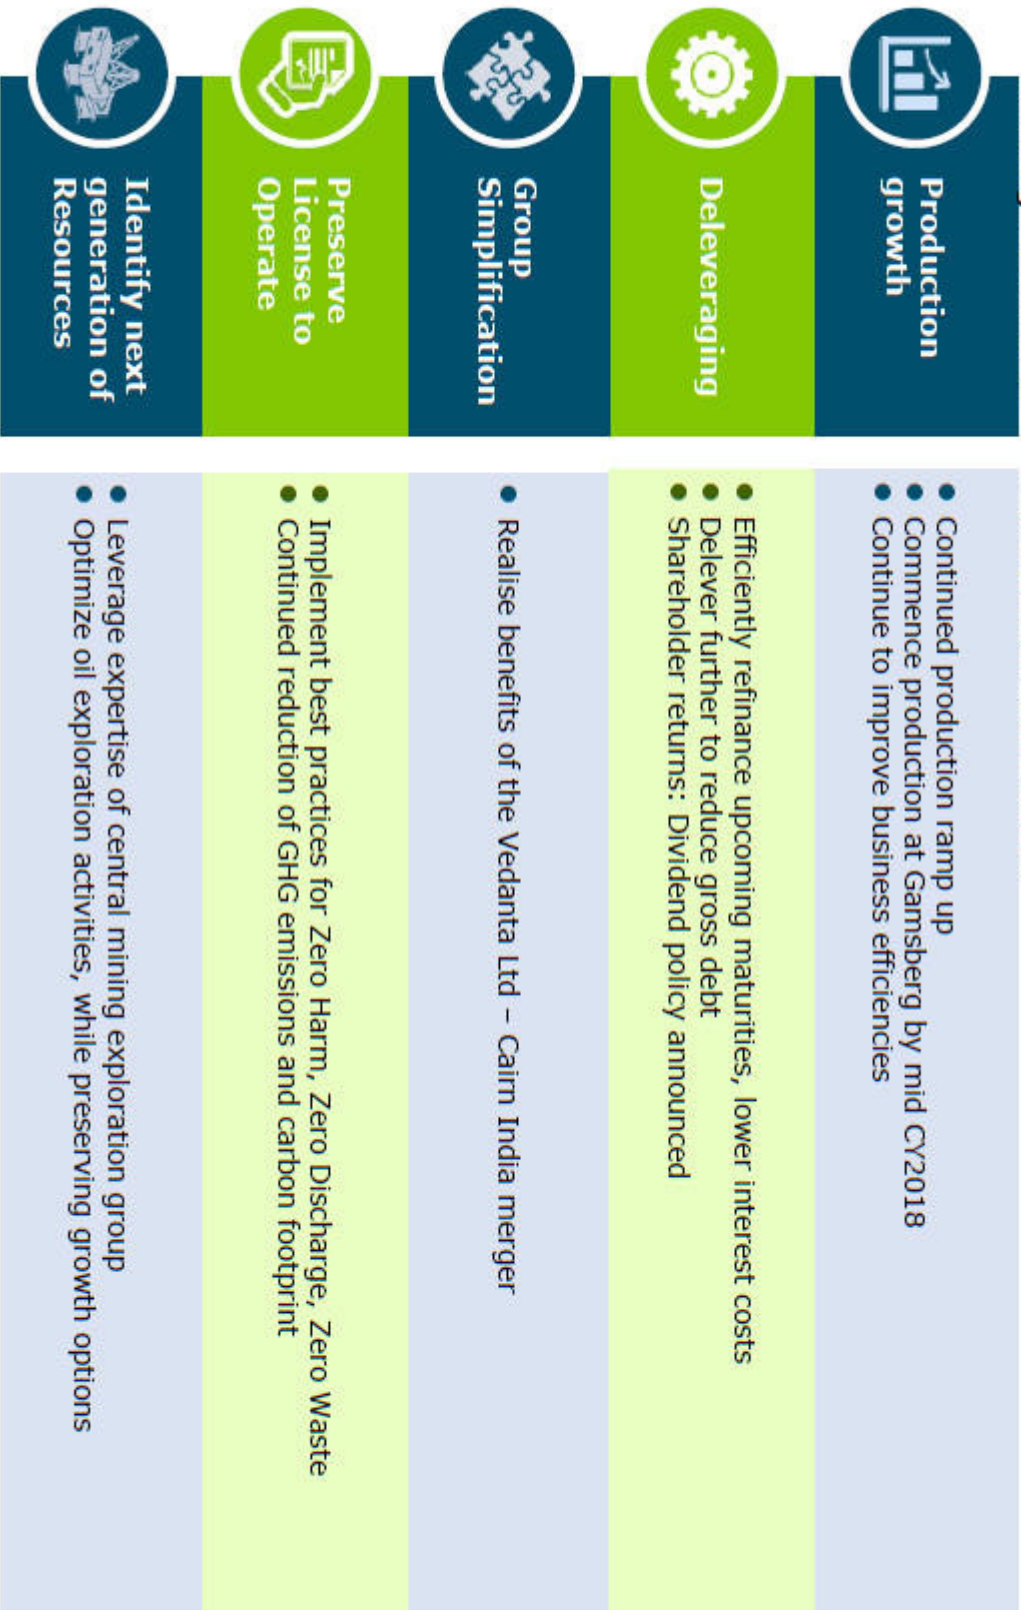 Production
growth
Continued production ramp up
Commence production at Gamsberg by mid CY2018
Continue to improve business efficiencies
Deleveraging
Efficiently refinance upcoming maturities, lower interest costs
Delever further to reduce gross debt
Shareholder returns: Dividend policy announced
Group
Simplification
Realise benefits of the Vedanta Ltd – Cairn India merger
Preserve
License to
Operate
Implement best practices for Zero Harm, Zero Discharge, Zero Waste
Continued reduction of GHG emissions and carbon footprint
Identify next
generation of
Resources
Leverage expertise of central mining exploration group
Optimize oil exploration activities, while preserving growth options